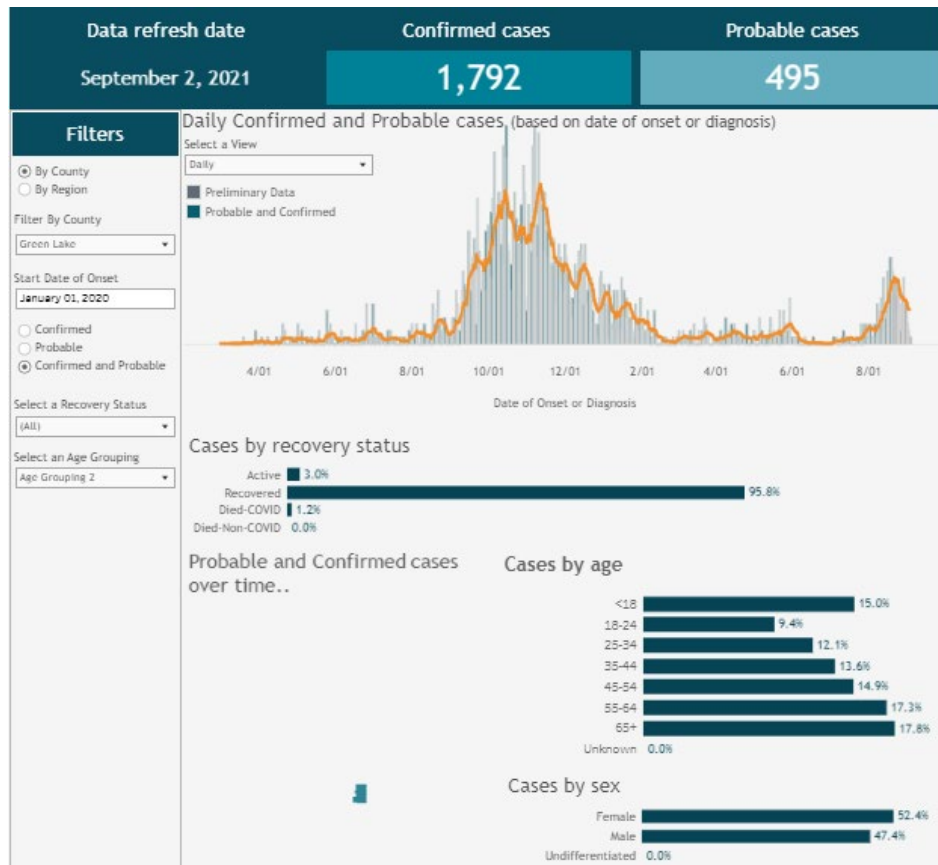 Data refresh date
Confirmed cases
Probable cases
September 2, 2021
1,792
495
Filters
By County
By Region
Filter By County
Green Lake
Start Date of Onset
January 01, 2020
Confirmed
Probable
Confirmed and Probable
Select a Recovery Status
(All)
Select an Age Grouping
Age Grouping 2
Daily Confirmed and Probable cases (based on date of onset or diagnosis)
Select a View
Daily
Preliminary Data
Probable and Confirmed
4/01 6/01 8/01 10/01 12/01 2/01 4/01 6/01 8/01
Date of Onset or Diagnosis
Cases by recovery status
Active 3.0%
Recovered 95.8%
Died-COVID 1.2%
Died-Non-COVID 0.0%
Probable and Confirmed cases
over time..
Cases by age
<18 15.0%
18-24 9.4%
25-34 12.1%
35-44 13.6%
45-54 14.9%
55-64 17.3%
65+ 17.8%
Unknown 0.0%
Cases by sex
Female 52.4%
Male 47.4%
Undifferentiated 0.0%